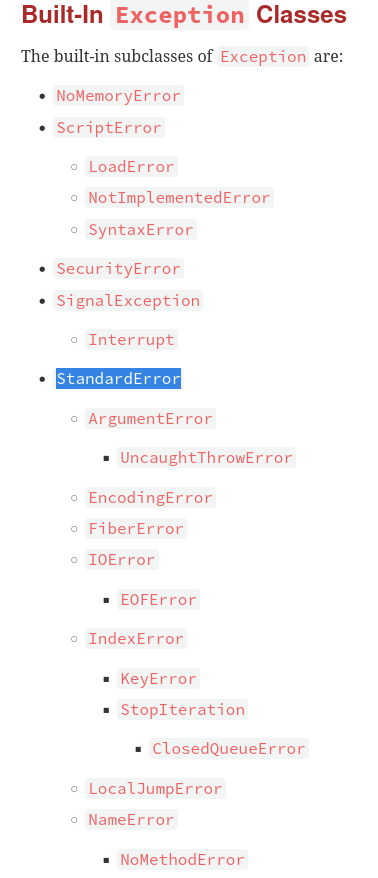 Built-In Exception Classes
The built-in subclasses of Exception are:
NoMemoryError
ScriptError
LoadError
NotImplementedError
SyntaxError
SecurityError
SignalException
Interrupt
StandardError
ArgumentError
UncaughtThrowError
EncodingError
FiberError
IOError
EOFError
IndexError
KeyError
StopIteration
ClosedQueueError
LocalJumpError
NameError
NoMethodError